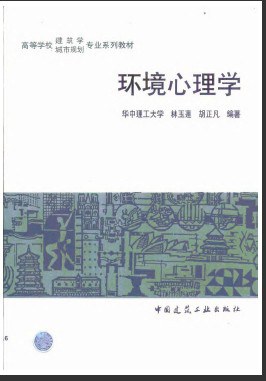 高等学校 建筑学 城市规划 专业系列教材
环境心理学
华中理工大学 林玉莲 胡正凡 编著
中国建筑工业出版社